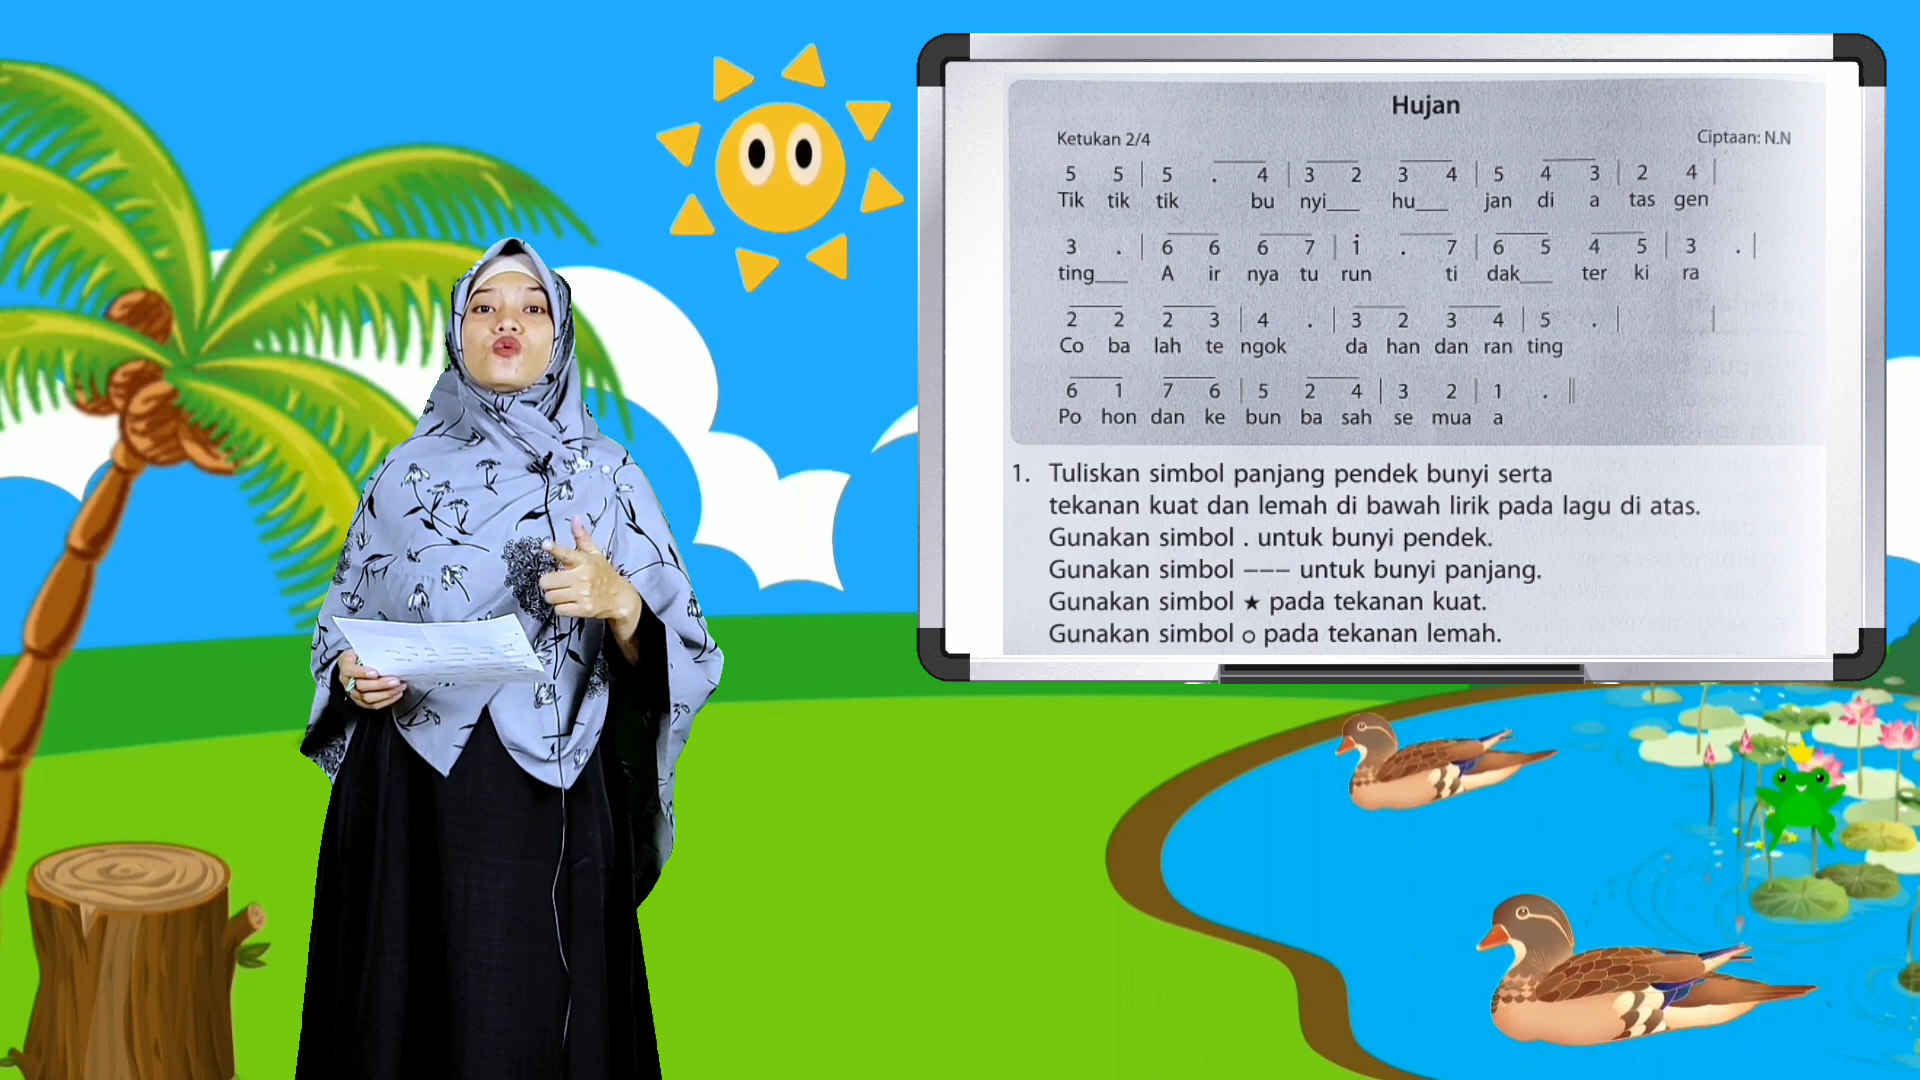 Hujan
Ketukan 2/4 Ciptaan: N.N
5 5 | 5 . 4 | 3 2 3 4 | 5 4 3 | 2 4 |
Tik tik tik bu nyi___ hu___ jan di a tas gen
3 . | 6 6 6 7 | i . 7 | 6 5 4 5 | 3 . |
ting___ A ir nya tu run ti dak___ ter ki ra
2 2 2 3 | 4 . | 3 2 3 4 | 5 . | |
Co ba lah te ngok da han dan ran ting
6 1 7 6 | 5 2 4 | 3 2 | 1 . ||
Po hon dan ke bun ba sah se mua a
1. Tuliskan simbol panjang pendek bunyi serta
tekanan kuat dan lemah di bawah lirik pada lagu di atas.
Gunakan simbol . untuk bunyi pendek.
Gunakan simbol --- untuk bunyi panjang.
Gunakan simbol ★ pada tekanan kuat.
Gunakan simbol o pada tekanan lemah.